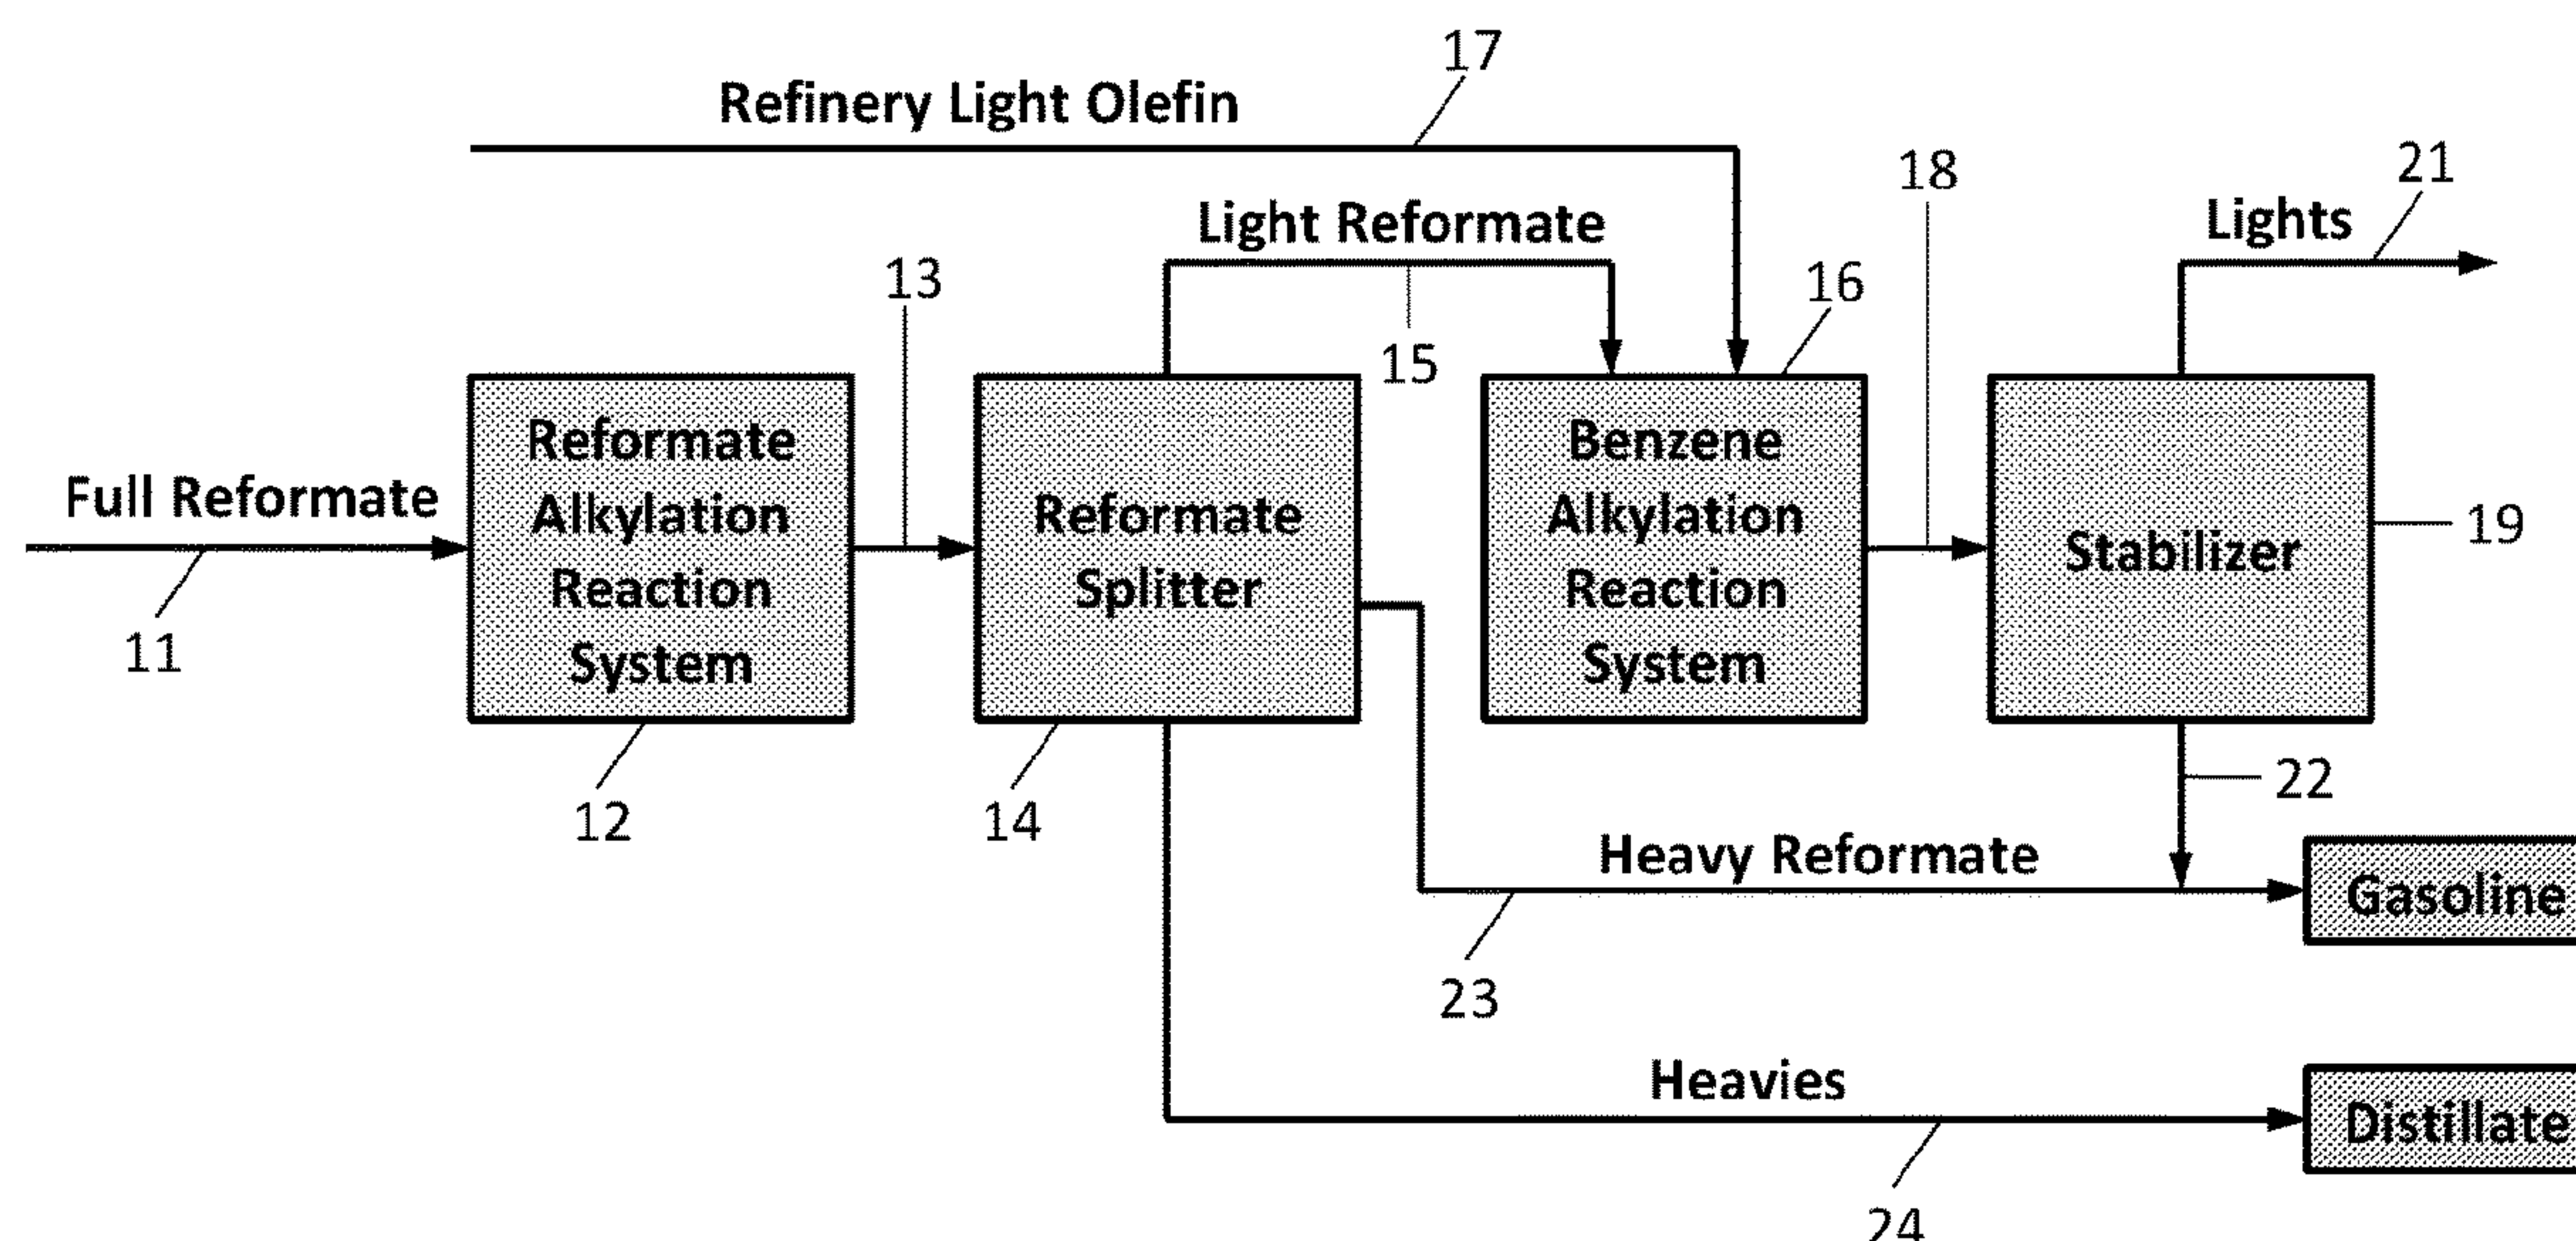 17
Refinery Light Olefin
18
21
Light Reformate
Lights
13
16
15
Full Reformate
11
Reformate
Alkylation
Reaction
System
12
Reformate
Splitter
14
Benzene
Alkylation
Reaction
System
Stabilizer
19
22
Heavy Reformate
Gasoline
23
Heavies
Distillate
24